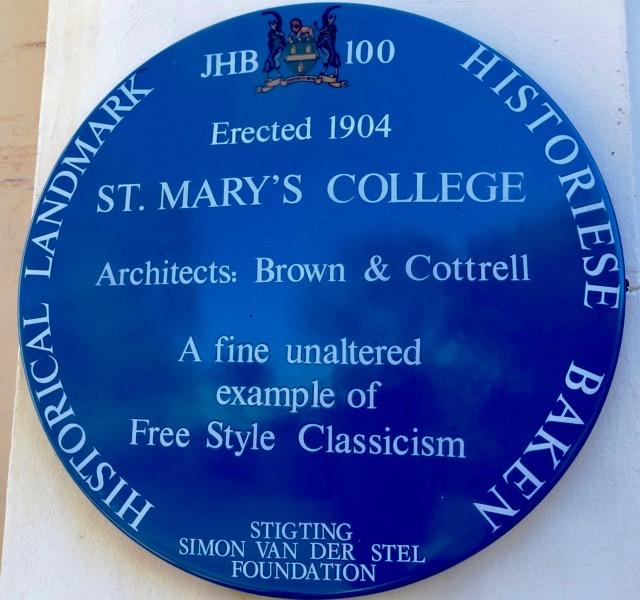 JHB 100
HISTORICAL LANDMARK
HISTORIESE BAKEN
Erected 1904
ST. MARY'S COLLEGE
Architects: Brown & Cottrell
A fine unaltered
example of
Free Style Classicism
STIGTING
SIMON VAN DER STEL
FOUNDATION